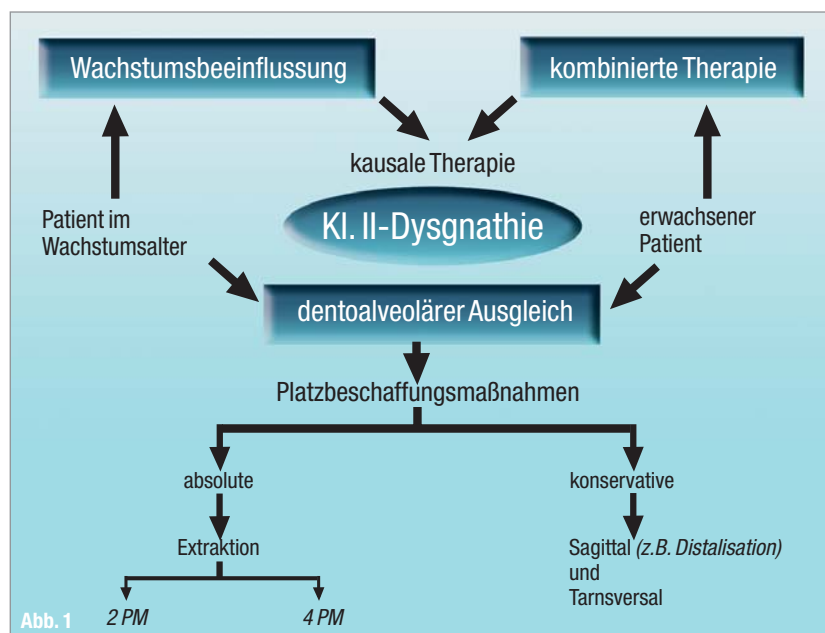 Wachstumsbeeinflussung
kombinierte Therapie
kausale Therapie
Kl. II-Dysgnathie
Patient im
Wachstumsalter
erwachsener
Patient
dentoalveolärer Ausgleich
Platzbeschaffungsmaßnahmen
absolute
konservative
Extraktion
Sagittal (z.B. Distalisation)
und
Tarnsversal
2 PM
4 PM
Abb. 1